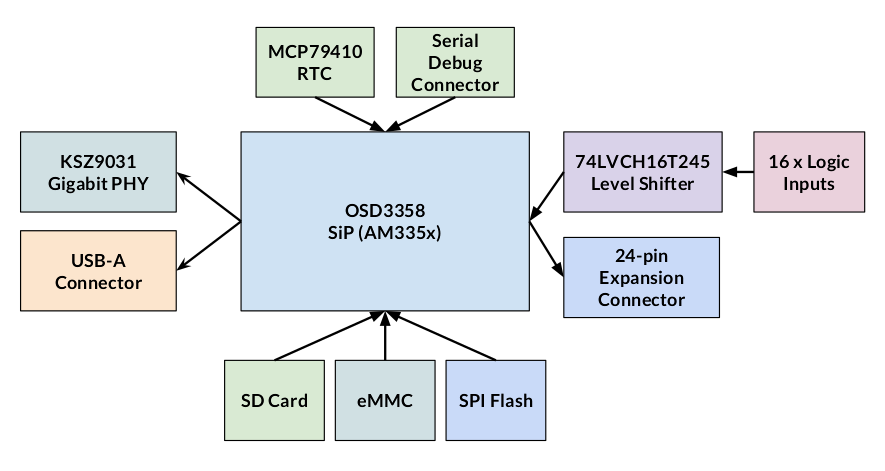 MCP79410
RTC
Serial
Debug
Connector
KSZ9031
Gigabit PHY
OSD3358
SiP (AM335x)
74LVCH16T245
Level Shifter
16 x Logic
Inputs
USB-A
Connector
24-pin
Expansion
Connector
SD Card
eMMC
SPI Flash